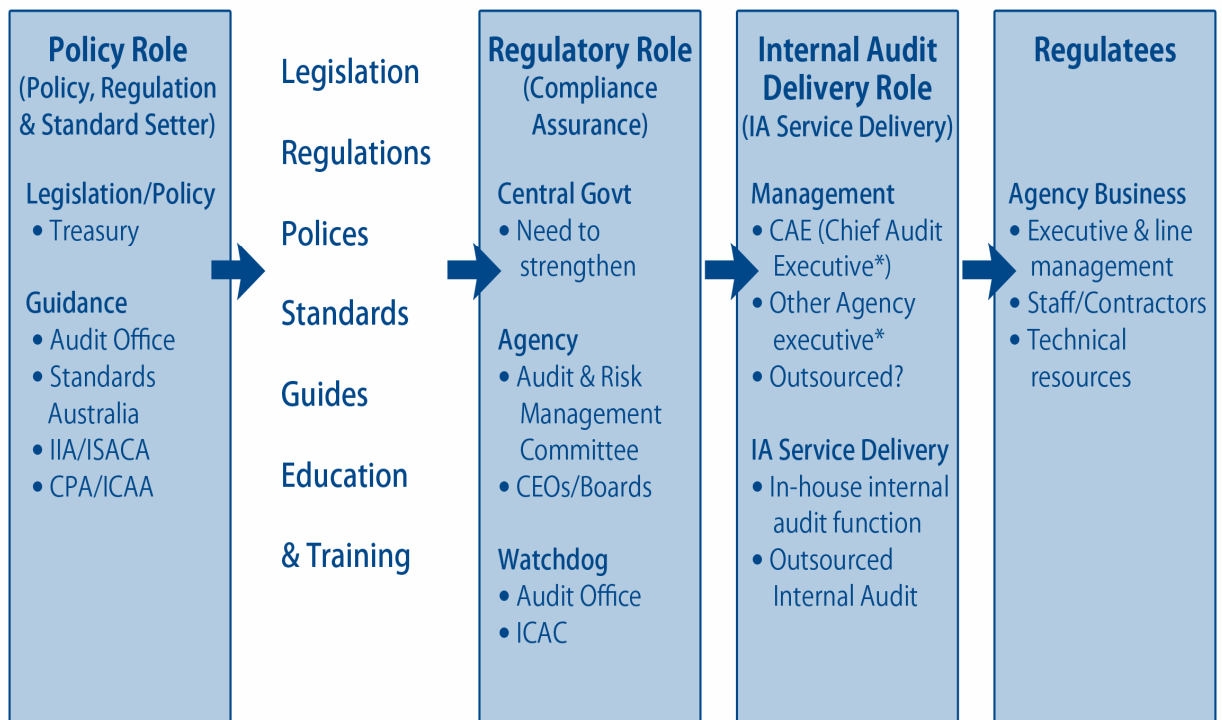 Policy Role
(Policy, Regulation
& Standard Setter)
Legislation/Policy
• Treasury
Guidance
• Audit Office
• Standards
Australia
• IIA/ISACA
• CPA/ICAA
Legislation
Regulations
Polices
Standards
Guides
Education
& Training
Regulatory Role
(Compliance
Assurance)
Central Govt
• Need to
strengthen
Agency
• Audit & Risk
Management
Committee
• CEOs/Boards
Watchdog
• Audit Office
• ICAC
Internal Audit
Delivery Role
(IA Service Delivery)
Management
• CAE (Chief Audit
Executive*)
• Other Agency
executive*
• Outsourced?
IA Service Delivery
• In-house internal
audit function
• Outsourced
Internal Audit
Regulatees
Agency Business
• Executive & line
management
• Staff/Contractors
• Technical
resources